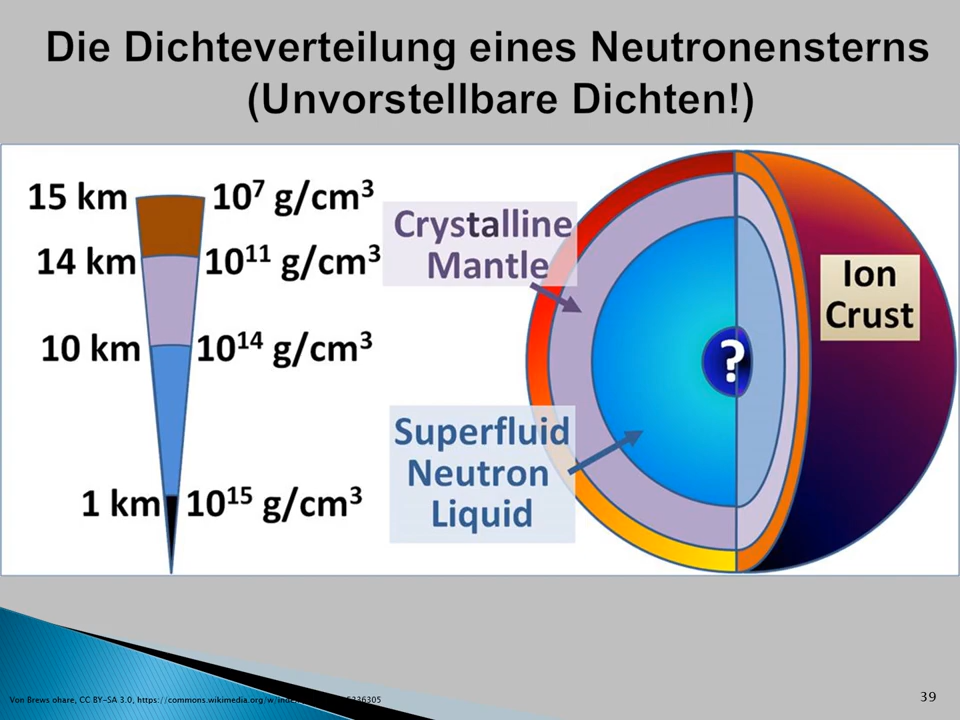 Die Dichteverteilung eines Neutronensterns
(Unvorstellbare Dichten!)
15 km 10⁷ g/cm³
14 km 10¹¹ g/cm³
10 km 10¹⁴ g/cm³
1 km 10¹⁵ g/cm³
Crystalline
Mantle
Superfluid
Neutron
Liquid
?
Ion
Crust
Von Brews ohare, CC BY-SA 3.0, https://commons.wikimedia.org/w/
39